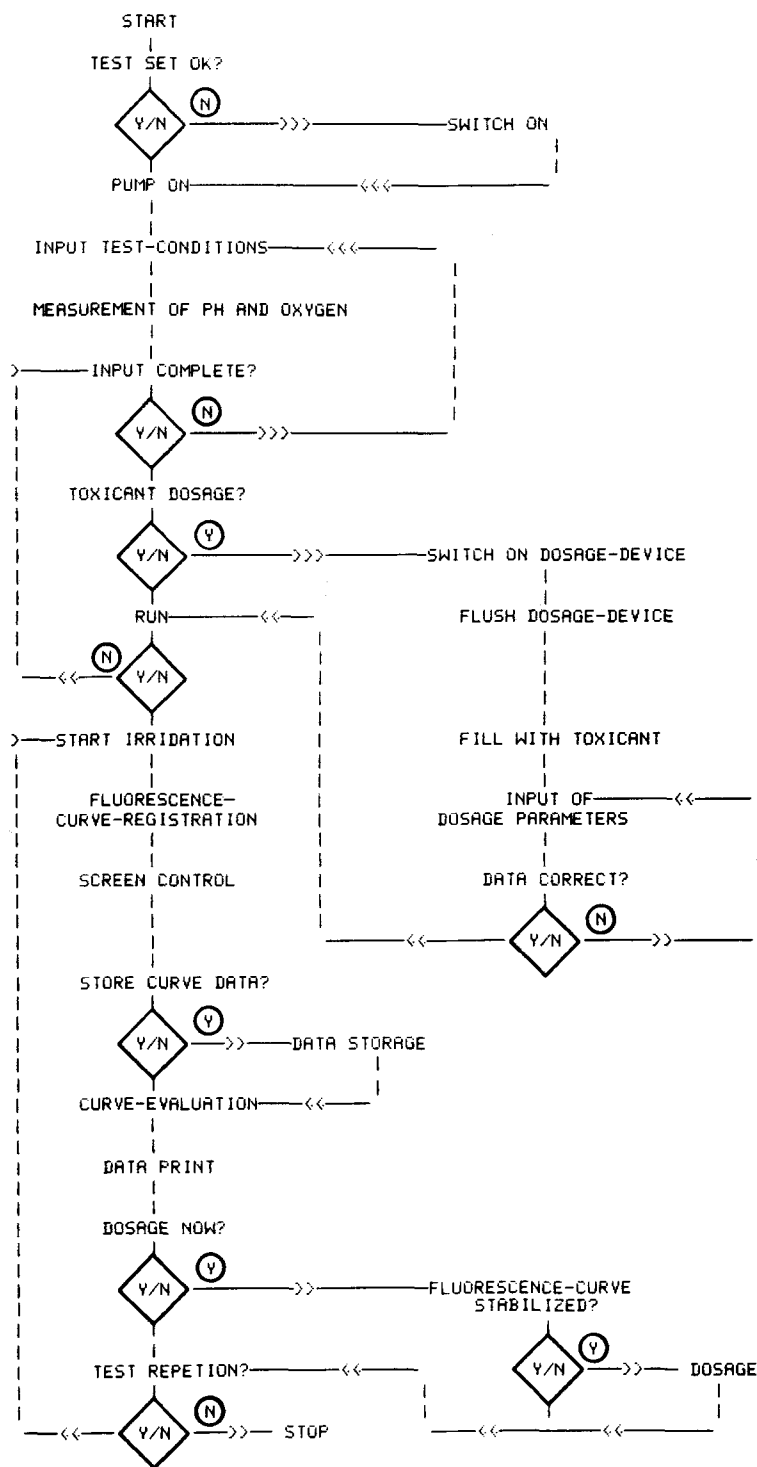 START
TEST SET OK?
N
Y/N >>> SWITCH ON
PUMP ON <<<
INPUT TEST-CONDITIONS <<<
MEASUREMENT OF PH AND OXYGEN
> INPUT COMPLETE?
N
Y/N >>>
TOXICANT DOSAGE?
Y
Y/N >>> SWITCH ON DOSAGE-DEVICE
RUN << FLUSH DOSAGE-DEVICE
N
<< Y/N
> START IRRIDATION FILL WITH TOXICANT
FLUORESCENCE- INPUT OF <<
CURVE-REGISTRATION DOSAGE PARAMETERS
SCREEN CONTROL DATA CORRECT?
N
<< Y/N >>
STORE CURVE DATA?
Y
Y/N >> DATA STORAGE
CURVE-EVALUATION <<
DATA PRINT
DOSAGE NOW?
Y
Y/N >> FLUORESCENCE-CURVE
STABILIZED?
Y
TEST REPETION? << Y/N >> DOSAGE
N
<< Y/N >> STOP << <<